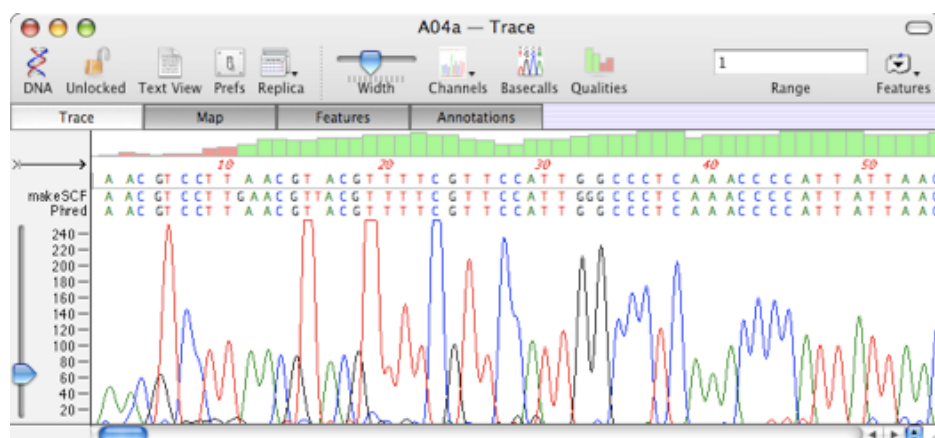 A04a — Trace
DNA Unlocked Text View Prefs Replica Width Channels Basecalls Qualities 1 Range Features
Trace Map Features Annotations
10 20 30 40 50
A A C G T C C T T A A C G T A C G T T T T C G T T C C A T T G G C C C T C A A A C C C C A T T A T T A A C
makeSCF A A C G T C C T T G A A C G T T A C G T T T T C G T T C C A T T G G G C C C T C A A A C C C C A T T A T T A A C
Phred A A C G T C C T T A A C G T A C G T T T T C G T T C C A T T G G C C C T C A A A C C C C A T T A T T A A C
240
220
200
180
160
140
120
100
80
60
40
20